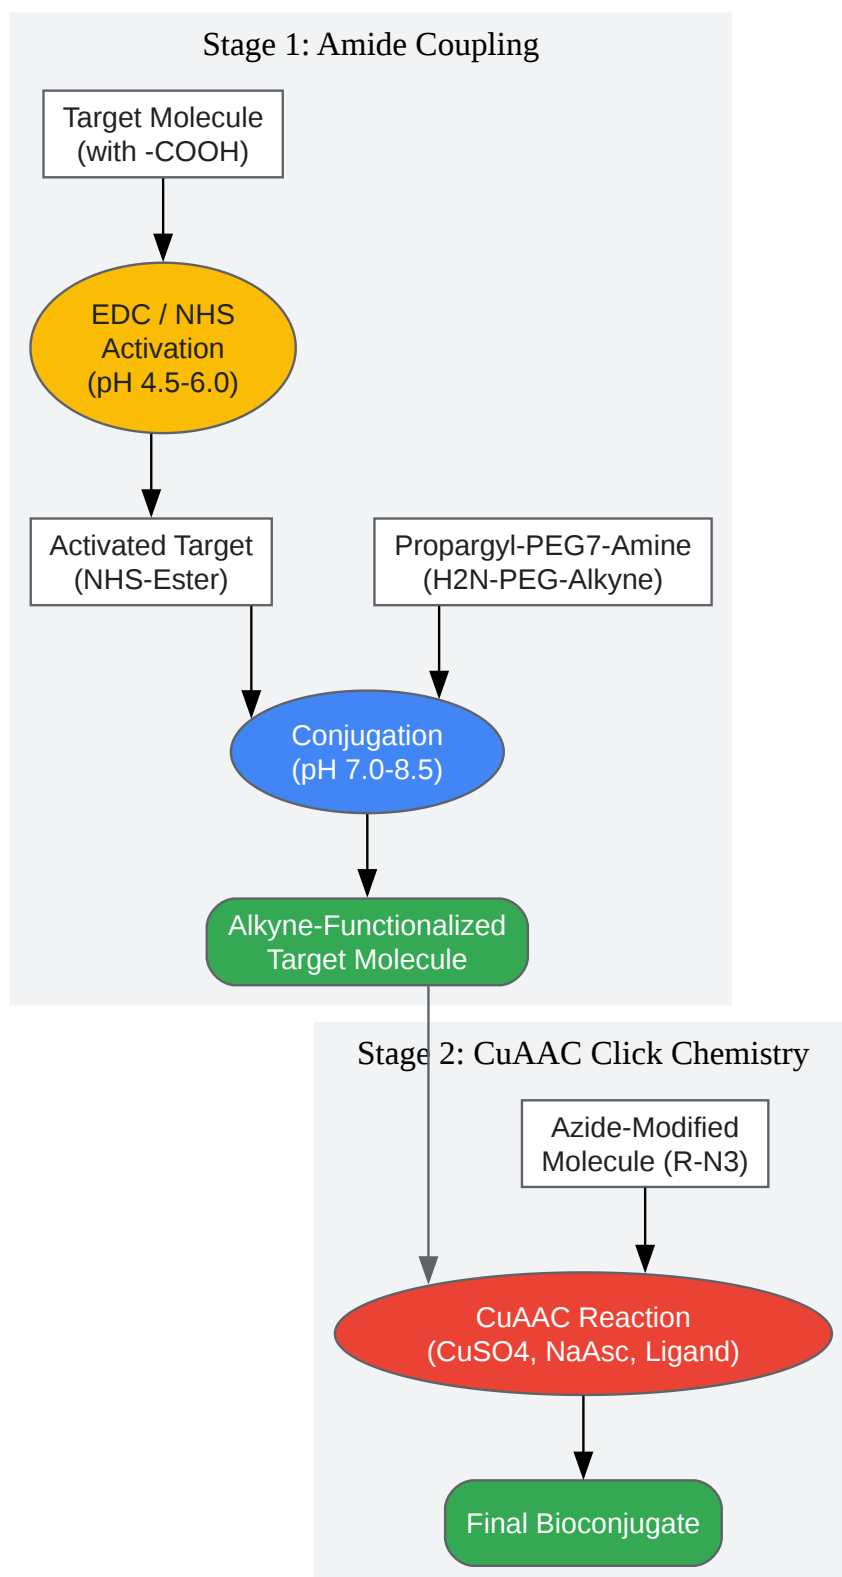 Stage 1: Amide Coupling
Target Molecule
(with -COOH)
EDC / NHS
Activation
(pH 4.5-6.0)
Activated Target
(NHS-Ester)
Propargyl-PEG7-Amine
(H2N-PEG-Alkyne)
Conjugation
(pH 7.0-8.5)
Alkyne-Functionalized
Target Molecule
Stage 2: CuAAC Click Chemistry
Azide-Modified
Molecule (R-N3)
CuAAC Reaction
(CuSO4, NaAsc, Ligand)
Final Bioconjugate